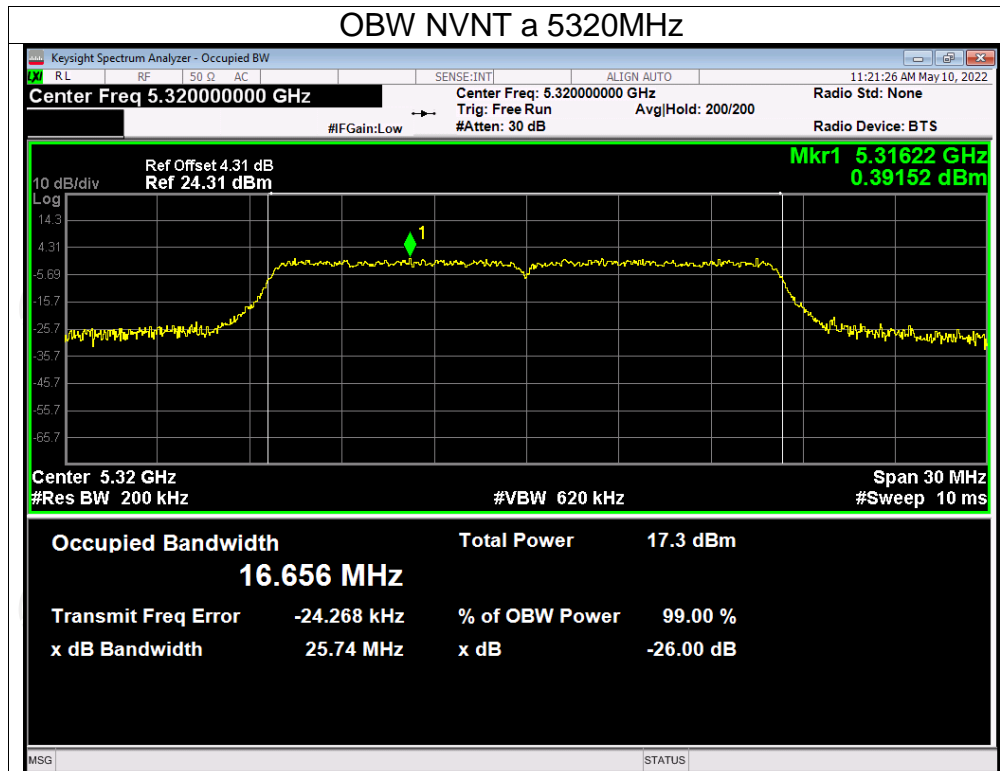 OBW NVNT a 5320MHz
Keysight Spectrum Analyzer - Occupied BW
LXI RL RF 50 Ω AC SENSE:INT ALIGN AUTO 11:21:26 AM May 10, 2022
Center Freq 5.320000000 GHz Center Freq: 5.320000000 GHz Radio Std: None
Trig: Free Run Avg|Hold: 200/200
#IFGain:Low #Atten: 30 dB Radio Device: BTS
Ref Offset 4.31 dB Mkr1 5.31622 GHz
10 dB/div Ref 24.31 dBm 0.39152 dBm
Log
14.3
1
4.31
-5.69
-15.7
-25.7
-35.7
-45.7
-55.7
-65.7
Center 5.32 GHz Span 30 MHz
#Res BW 200 kHz #VBW 620 kHz #Sweep 10 ms
Occupied Bandwidth Total Power 17.3 dBm
16.656 MHz
Transmit Freq Error -24.268 kHz % of OBW Power 99.00 %
x dB Bandwidth 25.74 MHz x dB -26.00 dB
MSG STATUS